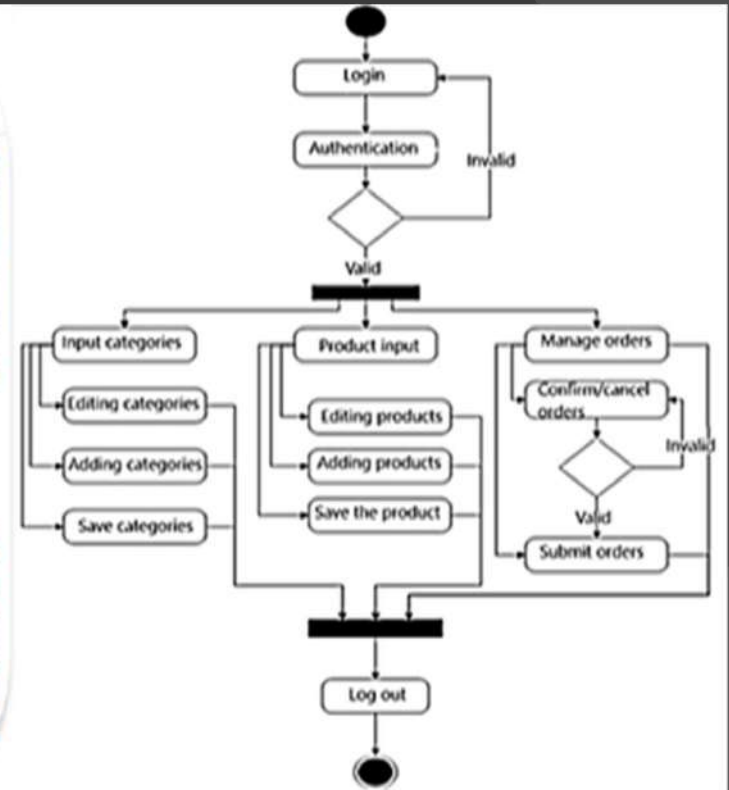 Login
Authentication
Invalid
Valid
Input categories
Product input
Manage orders
Editing categories
Editing products
Confirm/cancel
orders
Adding categories
Adding products
Invalid
Save categories
Save the product
Valid
Submit orders
Log out